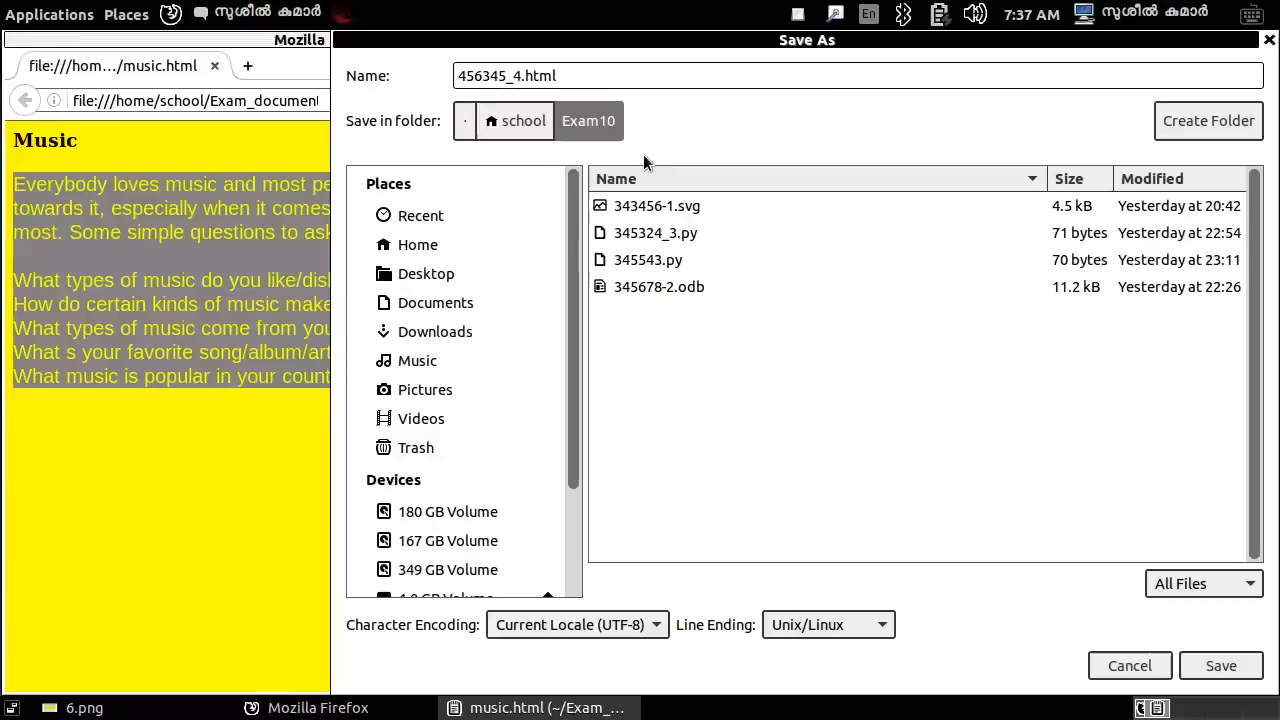 Applications Places സുശീൽ കുമാർ En 7:37 AM സുശീൽ കുമാർ
Mozilla
Save As
file:///hom.../music.html
file:///home/school/Exam_document
Music
Everybody loves music and most pe
towards it, especially when it comes
most. Some simple questions to ask
What types of music do you like/disl
How do certain kinds of music make
What types of music come from you
What s your favorite song/album/art
What music is popular in your count
Name: 456345_4.html
Save in folder: school Exam10 Create Folder
Places
Recent
Home
Desktop
Documents
Downloads
Music
Pictures
Videos
Trash
Devices
180 GB Volume
167 GB Volume
349 GB Volume
Name Size Modified
343456-1.svg 4.5 kB Yesterday at 20:42
345324_3.py 71 bytes Yesterday at 22:54
345543.py 70 bytes Yesterday at 23:11
345678-2.odb 11.2 kB Yesterday at 22:26
All Files
Character Encoding: Current Locale (UTF-8) Line Ending: Unix/Linux
Cancel Save
6.png Mozilla Firefox music.html (~/Exam_...